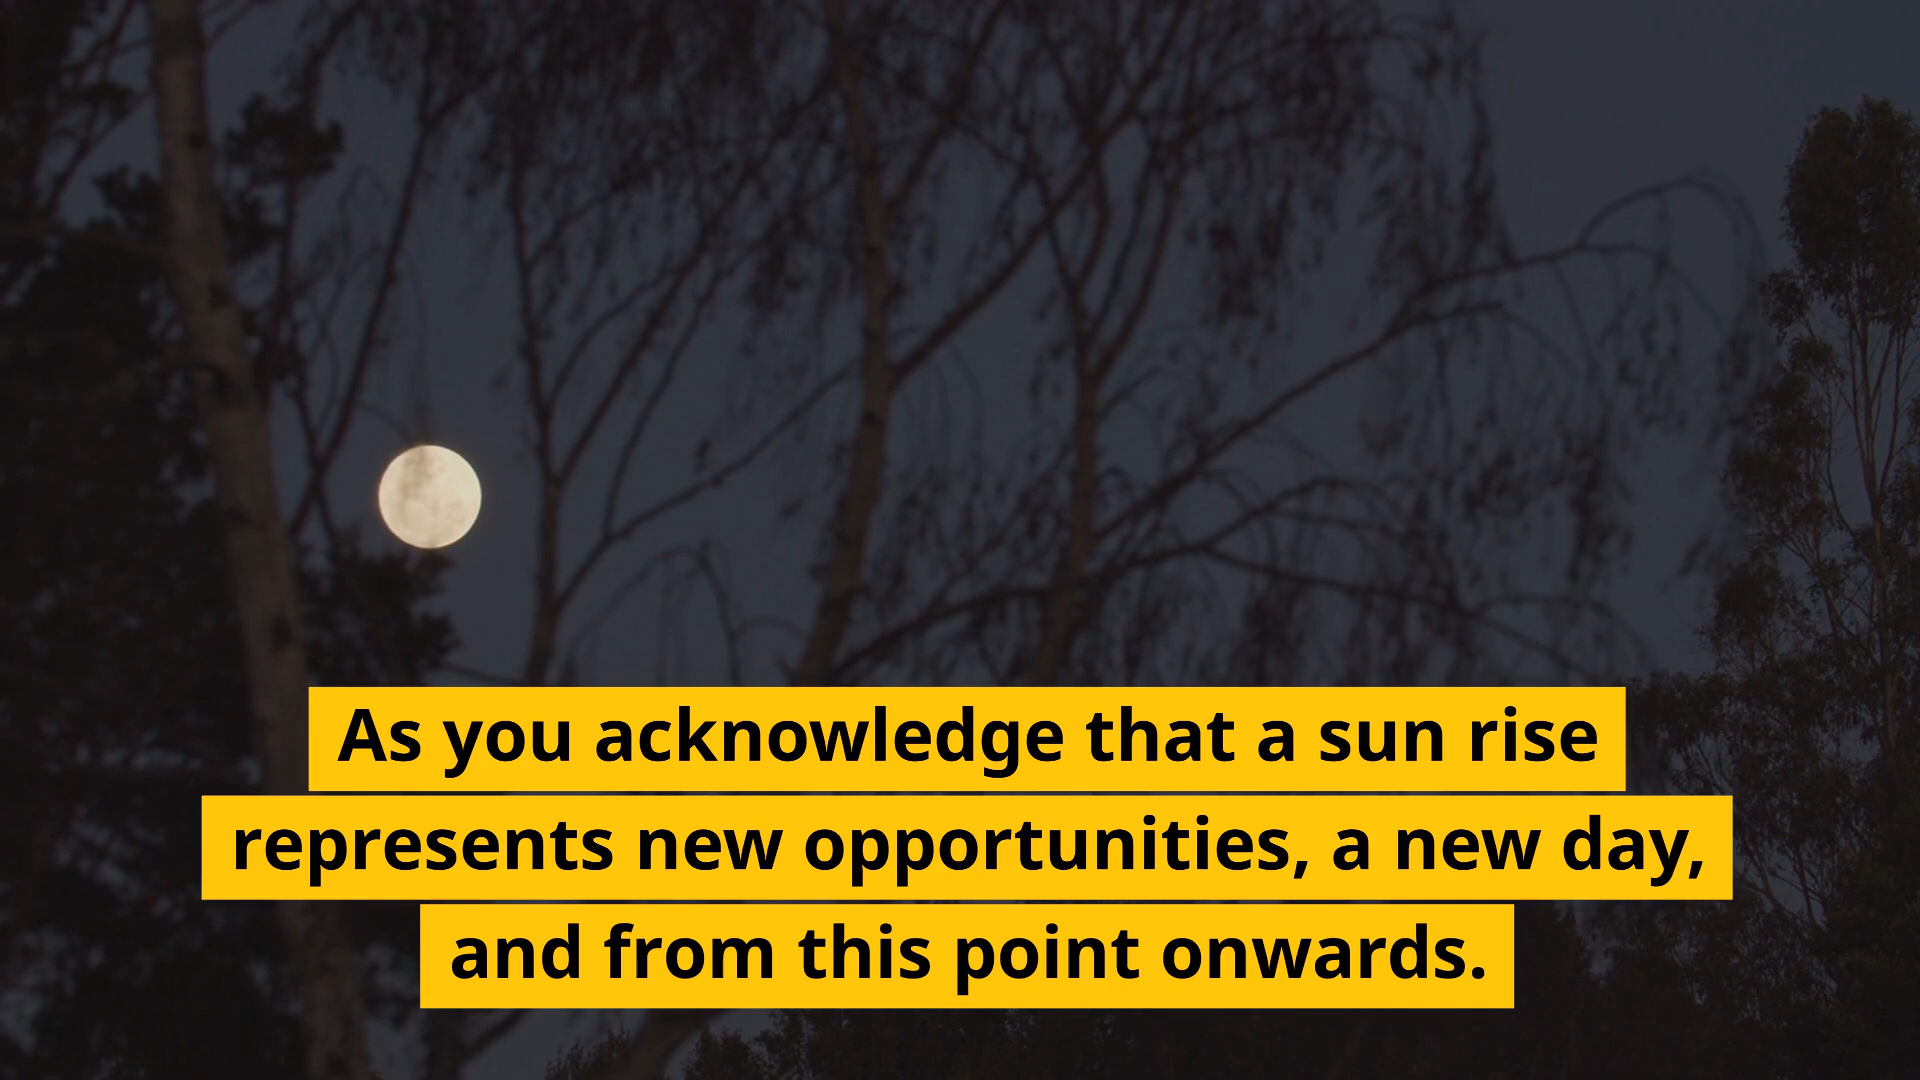 As you acknowledge that a sun rise
represents new opportunities, a new day,
and from this point onwards.